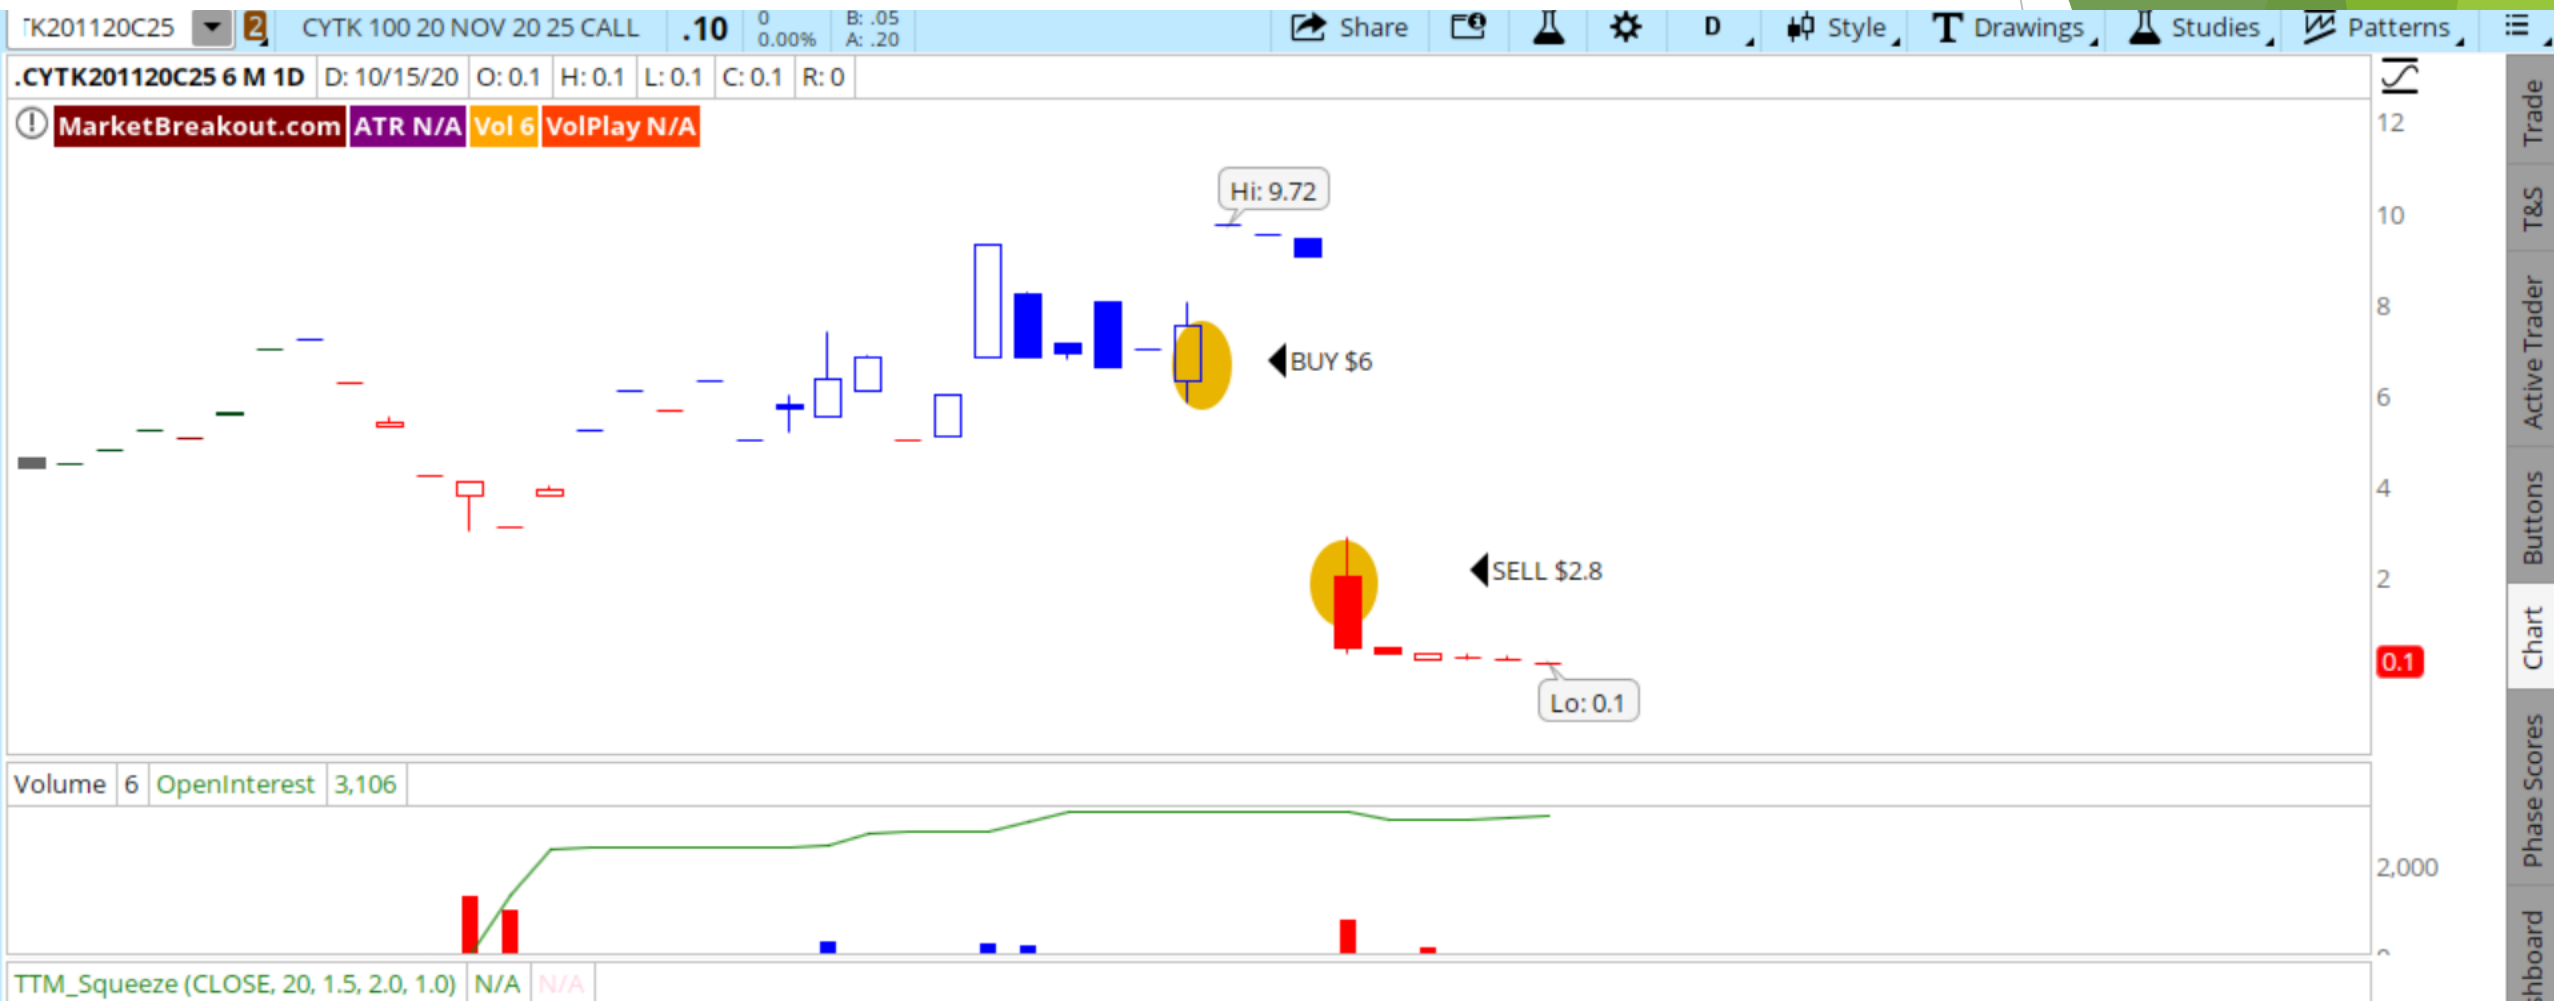 TK201120C25 2 CYTK 100 20 NOV 20 25 CALL .10 0 0.00% B: .05 A: .20 Share D Style Drawings Studies Patterns
.CYTK201120C25 6 M 1D D: 10/15/20 O: 0.1 H: 0.1 L: 0.1 C: 0.1 R: 0
MarketBreakout.com ATR N/A Vol 6 VolPlay N/A
12
Hi: 9.72
10
8
BUY $6
6
4
SELL $2.8
2
0.1
Lo: 0.1
Volume 6 OpenInterest 3,106
2,000
0
TTM_Squeeze (CLOSE, 20, 1.5, 2.0, 1.0) N/A N/A
Trade
T&S
Active Trader
Buttons
Chart
Phase Scores
shboard